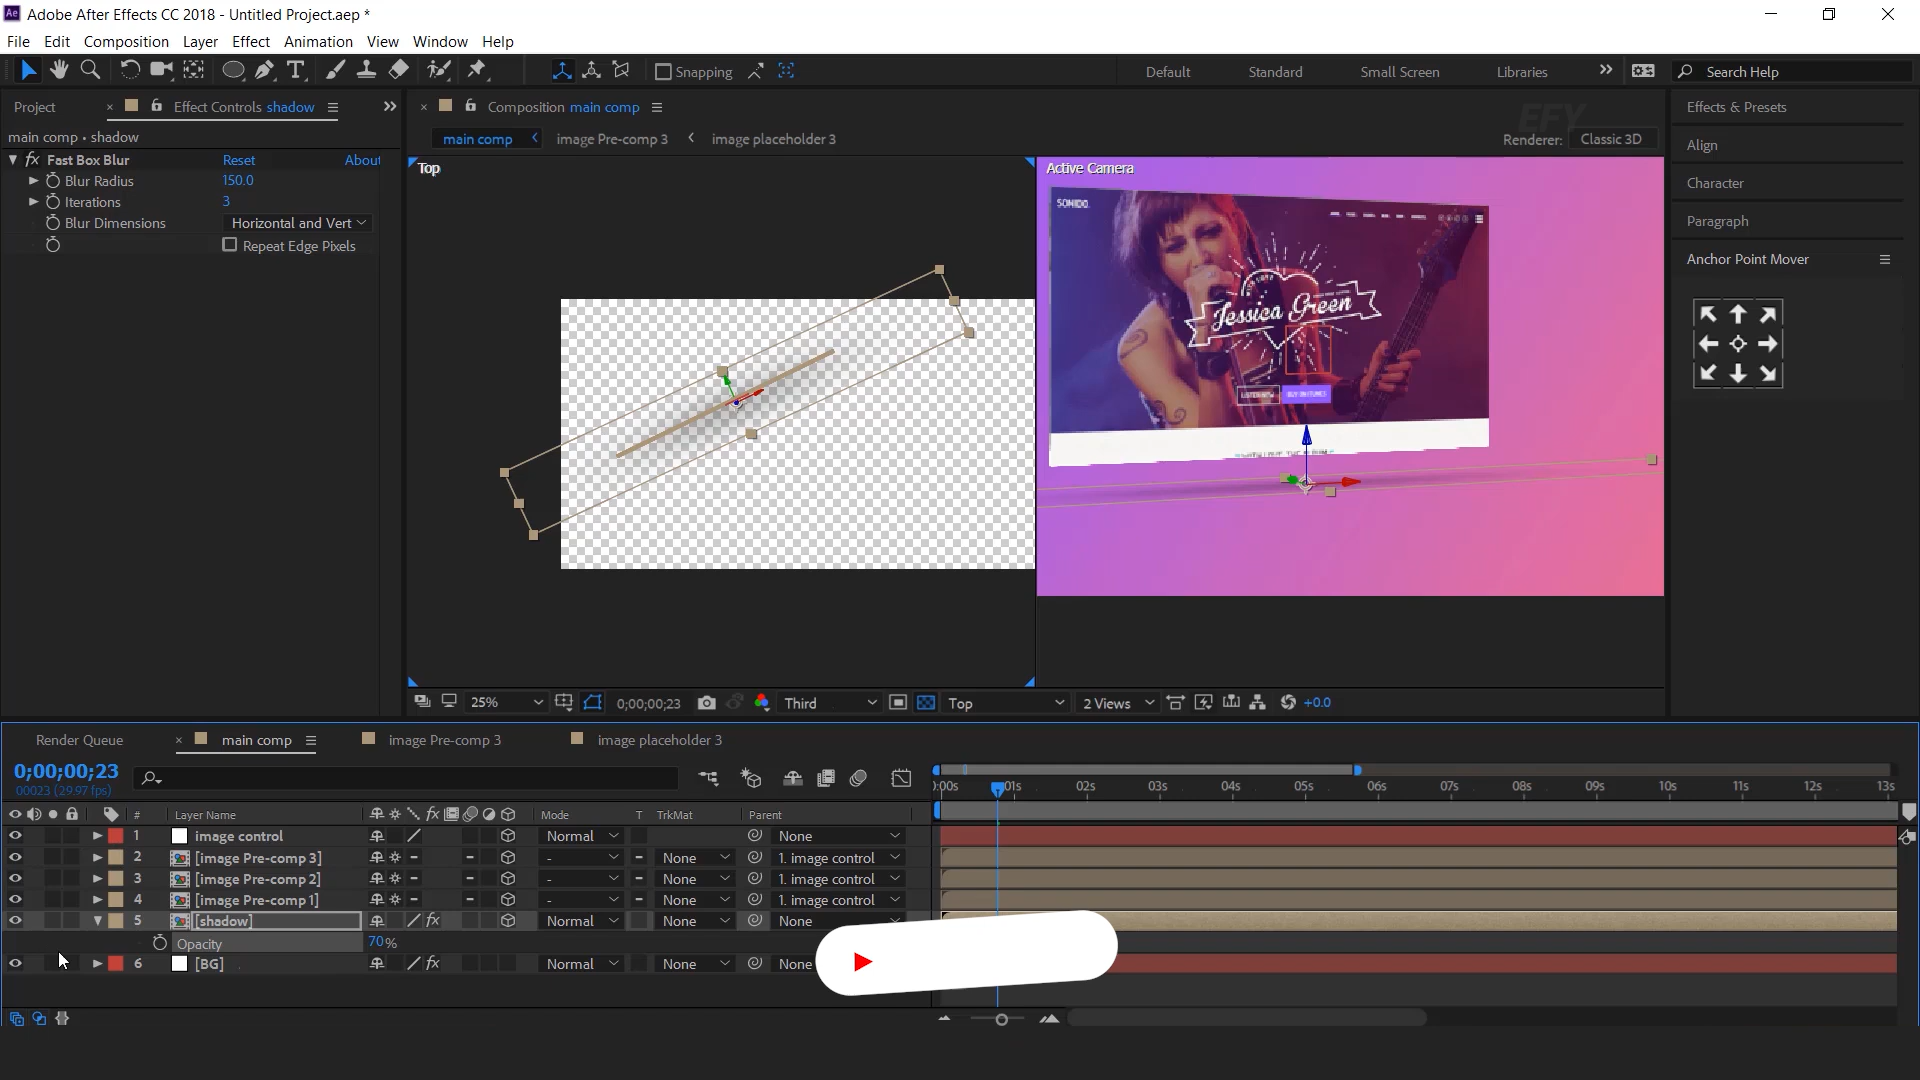 Adobe After Effects CC 2018 - Untitled Project.aep *
File Edit Composition Layer Effect Animation View Window Help
Snapping Default Standard Small Screen Libraries Search Help
Project Effect Controls shadow
main comp • shadow
fx Fast Box Blur Reset About
Blur Radius 150.0
Iterations 3
Blur Dimensions Horizontal and Vert
Repeat Edge Pixels
Composition main comp
main comp image Pre-comp 3 image placeholder 3
EFY
Renderer: Classic 3D
Top
Active Camera
SONIDO
Jessica Green
Effects & Presets
Align
Character
Paragraph
Anchor Point Mover
25% 0;00;00;23 Third Top 2 Views +0.0
Render Queue main comp image Pre-comp 3 image placeholder 3
0;00;00;23
00023 (29.97 fps)
0:00s 01s 02s 03s 04s 05s 06s 07s 08s 09s 10s 11s 12s 13s
# Layer Name fx Mode T TrkMat Parent
1 image control Normal None
2 [image Pre-comp 3] - None 1. image control
3 [image Pre-comp 2] - None 1. image control
4 [image Pre-comp 1] - None 1. image control
5 [shadow] fx Normal None None
Opacity 70%
6 [BG] fx Normal None None